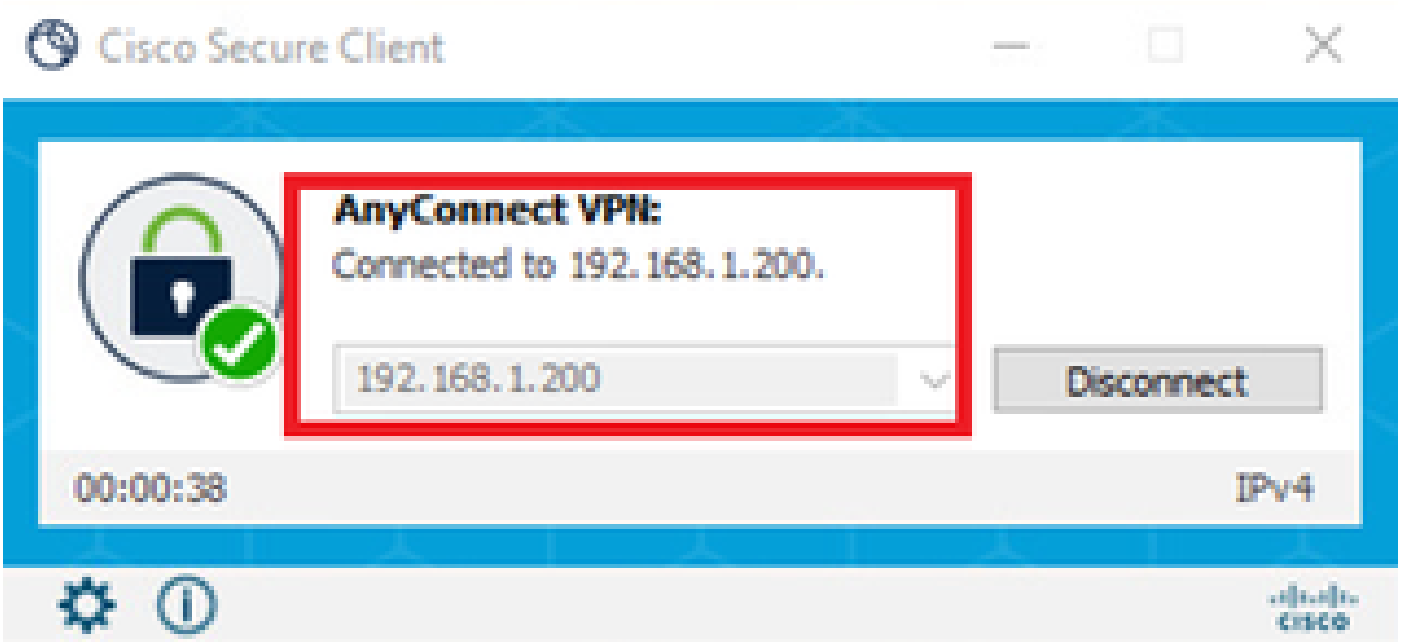 Cisco Secure Client
AnyConnect VPN:
Connected to 192.168.1.200.
192.168.1.200
Disconnect
00:00:38
IPv4
CISCO